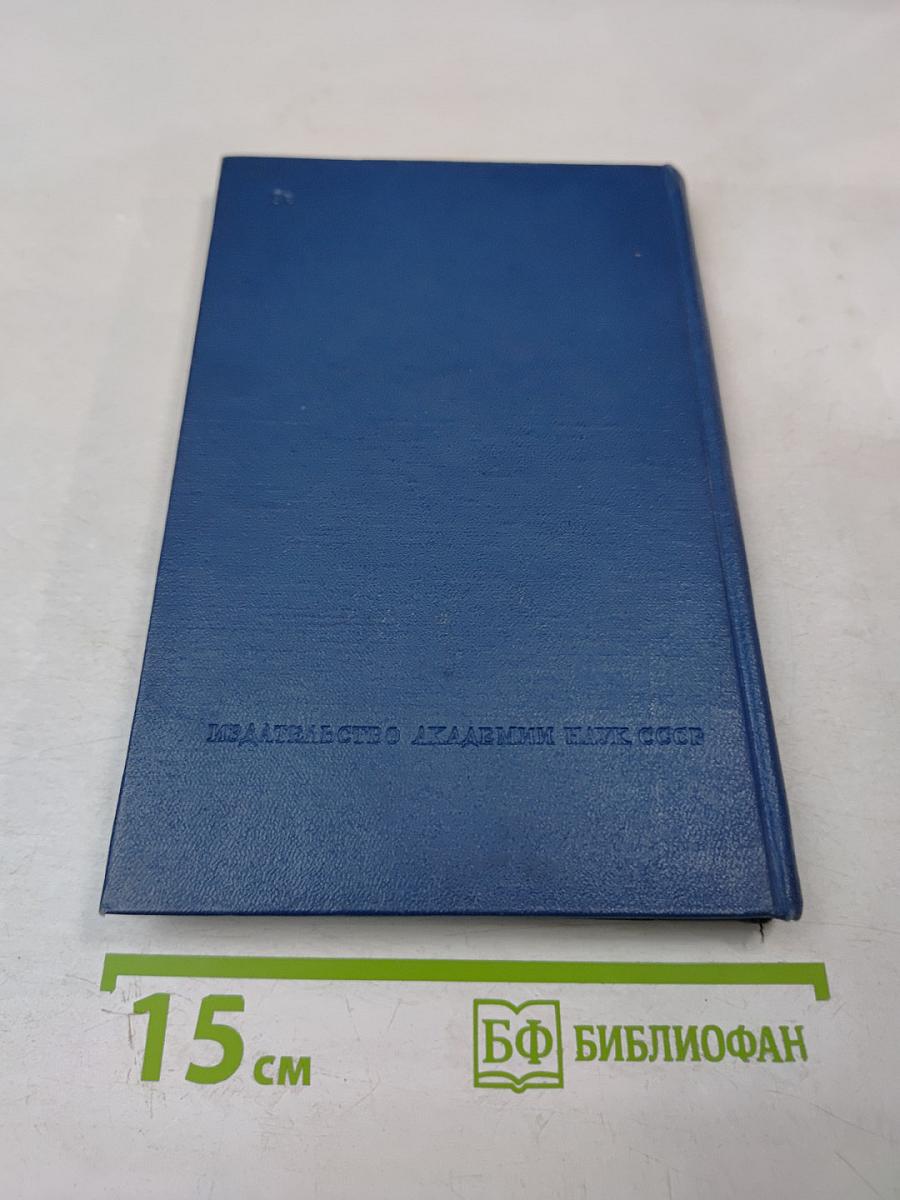 ИЗДАТЕЛЬСТВО АКАДЕМИИ НАУК СССР
15 см
БФ БИБЛИОФАН